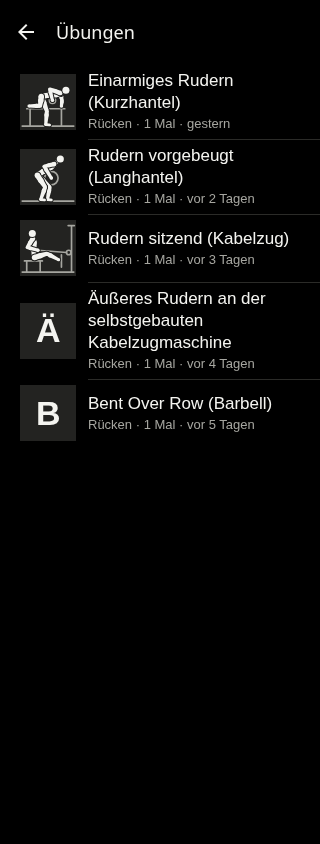 Übungen
Einarmiges Rudern
(Kurzhantel)
Rücken · 1 Mal · gestern
Rudern vorgebeugt
(Langhantel)
Rücken · 1 Mal · vor 2 Tagen
Rudern sitzend (Kabelzug)
Rücken · 1 Mal · vor 3 Tagen
Ä
Äußeres Rudern an der
selbstgebauten
Kabelzugmaschine
Rücken · 1 Mal · vor 4 Tagen
B
Bent Over Row (Barbell)
Rücken · 1 Mal · vor 5 Tagen